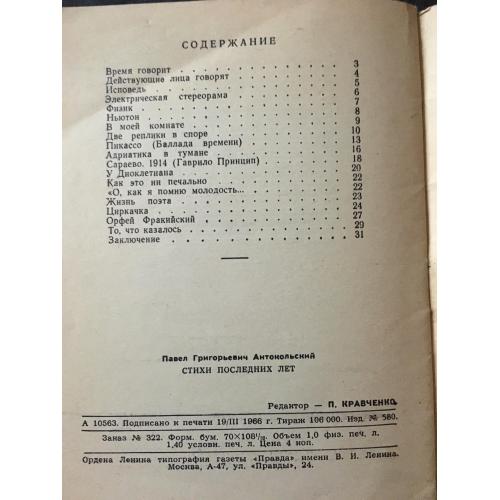 СОДЕРЖАНИЕ
Время говорит . . . . . . . . . . 3
Действующие лица говорят . . . . . . . 4
Исповедь . . . . . . . . . . . 5
Электрическая стереорама . . . . . . . 6
Физик . . . . . . . . . . . . 7
Ньютон . . . . . . . . . . . 8
В моей комнате . . . . . . . . . 9
Две реплики в споре . . . . . . . . 10
Пикассо (Баллада времени) . . . . . . . 13
Адриатика в тумане . . . . . . . . 16
Сараево. 1914 (Гаврило Принцип) . . . . . 18
У Диоклетиана . . . . . . . . . 20
Как это ни печально . . . . . . . . 22
«О, как я помню молодость... . . . . . . 22
Жизнь поэта . . . . . . . . . . 23
Циркачка . . . . . . . . . . . 24
Орфей Фракийский . . . . . . . . 27
То, что казалось . . . . . . . . . 29
Заключение . . . . . . . . . . 31
Павел Григорьевич Антокольский
СТИХИ ПОСЛЕДНИХ ЛЕТ
Редактор — П. КРАВЧЕНКО.
А 10563. Подписано к печати 19/III 1966 г. Тираж 106 000. Изд. № 580.
Заказ № 322. Форм. бум. 70×108¹/₃₂. Объем 1,0 физ. печ. л.
1,40 условн. печ. л. Цена 4 коп.
Ордена Ленина типография газеты «Правда» имени В. И. Ленина.
Москва, А-47, ул. «Правды», 24.